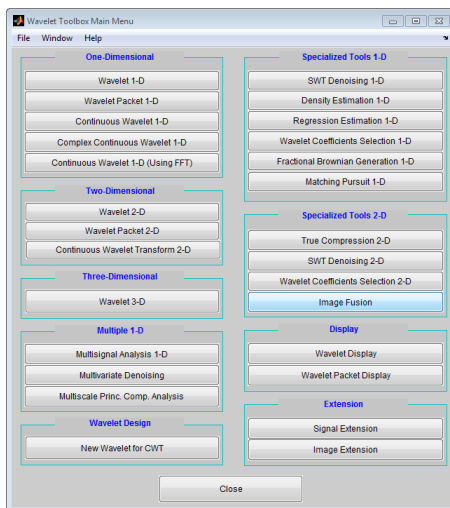 Wavelet Toolbox Main Menu
File Window Help
One-Dimensional
Wavelet 1-D
Wavelet Packet 1-D
Continuous Wavelet 1-D
Complex Continuous Wavelet 1-D
Continuous Wavelet 1-D (Using FFT)
Two-Dimensional
Wavelet 2-D
Wavelet Packet 2-D
Continuous Wavelet Transform 2-D
Three-Dimensional
Wavelet 3-D
Multiple 1-D
Multisignal Analysis 1-D
Multivariate Denoising
Multiscale Princ. Comp. Analysis
Wavelet Design
New Wavelet for CWT
Specialized Tools 1-D
SWT Denoising 1-D
Density Estimation 1-D
Regression Estimation 1-D
Wavelet Coefficients Selection 1-D
Fractional Brownian Generation 1-D
Matching Pursuit 1-D
Specialized Tools 2-D
True Compression 2-D
SWT Denoising 2-D
Wavelet Coefficients Selection 2-D
Image Fusion
Display
Wavelet Display
Wavelet Packet Display
Extension
Signal Extension
Image Extension
Close